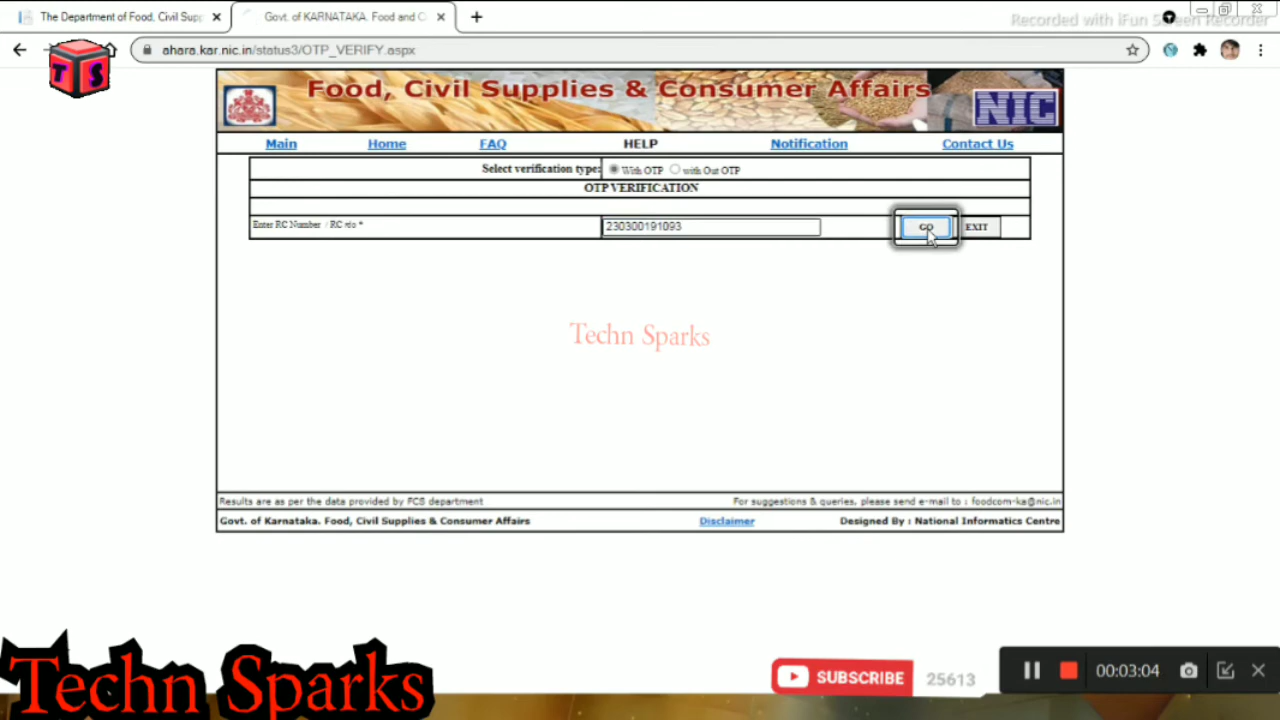 The Department of Food, Civil Supp
Govt. of KARNATAKA. Food and C
Recorded with iFun Screen Recorder
ahara.kar.nic.in/status3/OTP_VERIFY.aspx
TS
Food, Civil Supplies & Consumer Affairs
NIC
Main Home FAQ HELP Notification Contact Us
Select verification type: With OTP with Out OTP
OTP VERIFICATION
Enter RC Number / RC no * 230300191093 GO EXIT
Techn Sparks
Results are as per the data provided by FCS department For suggestions & queries, please send e-mail to : foodcom-ka@nic.in
Govt. of Karnataka. Food, Civil Supplies & Consumer Affairs Disclaimer Designed By : National Informatics Centre
Techn Sparks
SUBSCRIBE 25613
00:03:04